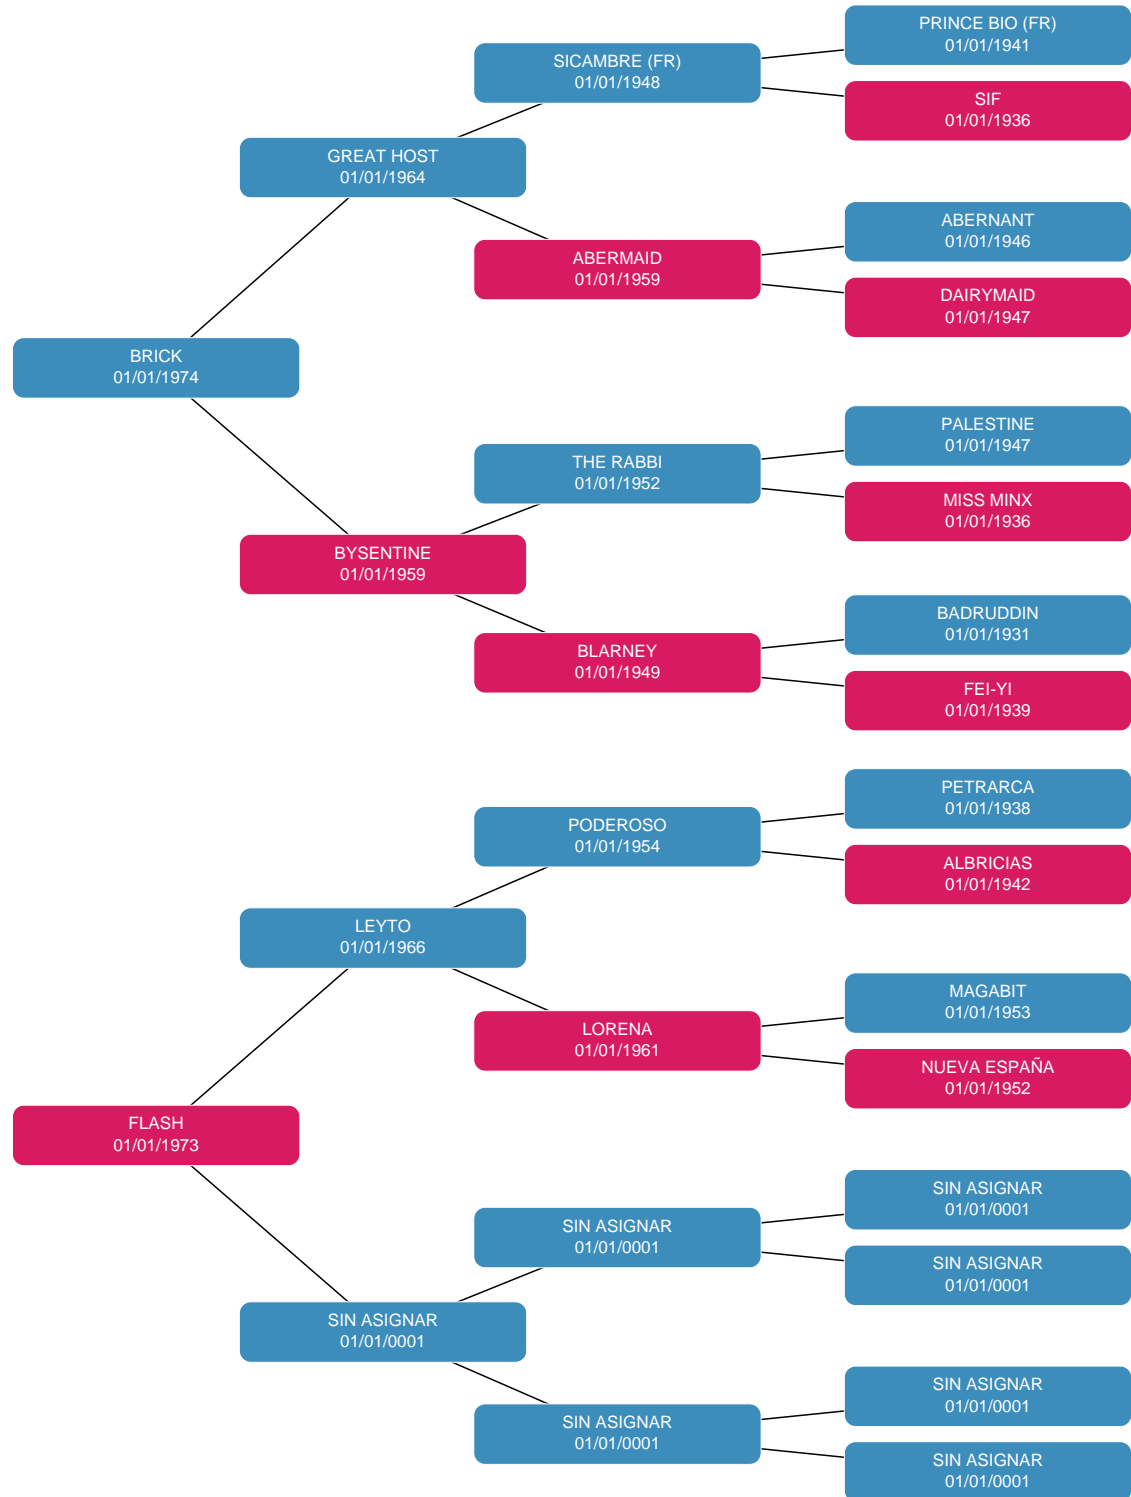 PRINCE BIO (FR)
01/01/1941
SICAMBRE (FR)
01/01/1948
SIF
01/01/1936
GREAT HOST
01/01/1964
ABERNANT
01/01/1946
ABERMAID
01/01/1959
DAIRYMAID
01/01/1947
BRICK
01/01/1974
PALESTINE
01/01/1947
THE RABBI
01/01/1952
MISS MINX
01/01/1936
BYSENTINE
01/01/1959
BADRUDDIN
01/01/1931
BLARNEY
01/01/1949
FEI-YI
01/01/1939
PETRARCA
01/01/1938
PODEROSO
01/01/1954
ALBRICIAS
01/01/1942
LEYTO
01/01/1966
MAGABIT
01/01/1953
LORENA
01/01/1961
NUEVA ESPAÑA
01/01/1952
FLASH
01/01/1973
SIN ASIGNAR
01/01/0001
SIN ASIGNAR
01/01/0001
SIN ASIGNAR
01/01/0001
SIN ASIGNAR
01/01/0001
SIN ASIGNAR
01/01/0001
SIN ASIGNAR
01/01/0001
SIN ASIGNAR
01/01/0001